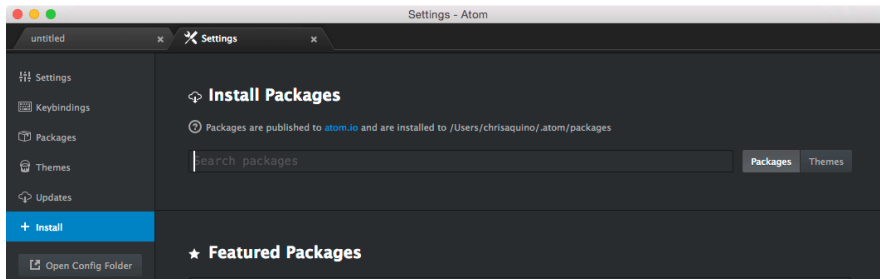 Settings - Atom
untitled
Settings
Settings
Keybindings
Packages
Themes
Updates
Install
Open Config Folder
Install Packages
Packages are published to atom.io and are installed to /Users/chrisaquino/.atom/packages
Search packages
Packages Themes
Featured Packages